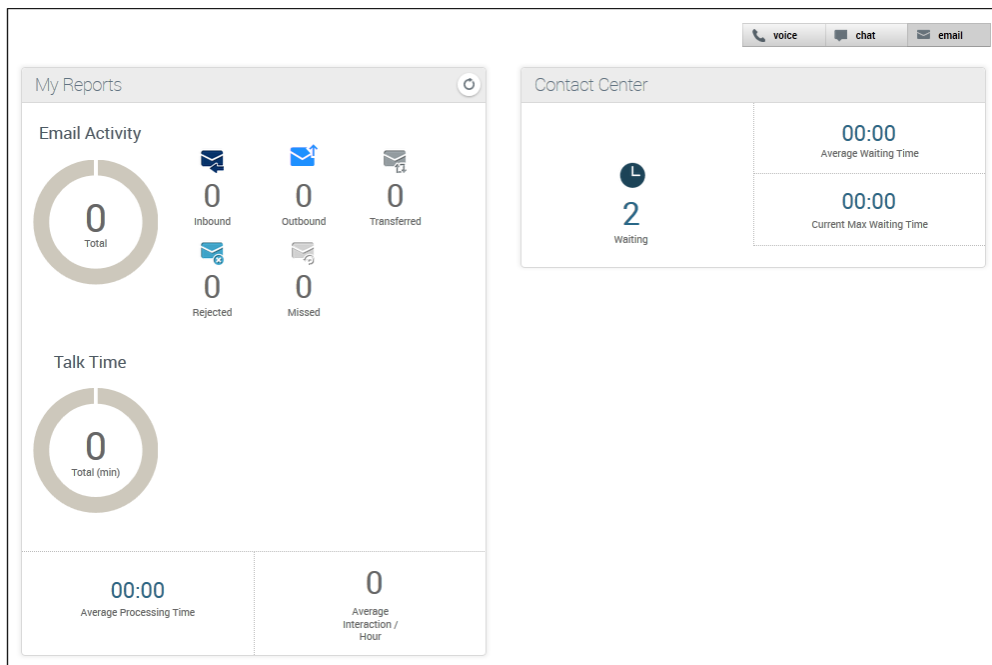 voice
chat
email
My Reports
Email Activity
0
Total
0
Inbound
0
Outbound
0
Transferred
0
Rejected
0
Missed
Talk Time
0
Total (min)
00:00
Average Processing Time
0
Average
Interaction /
Hour
Contact Center
2
Waiting
00:00
Average Waiting Time
00:00
Current Max Waiting Time